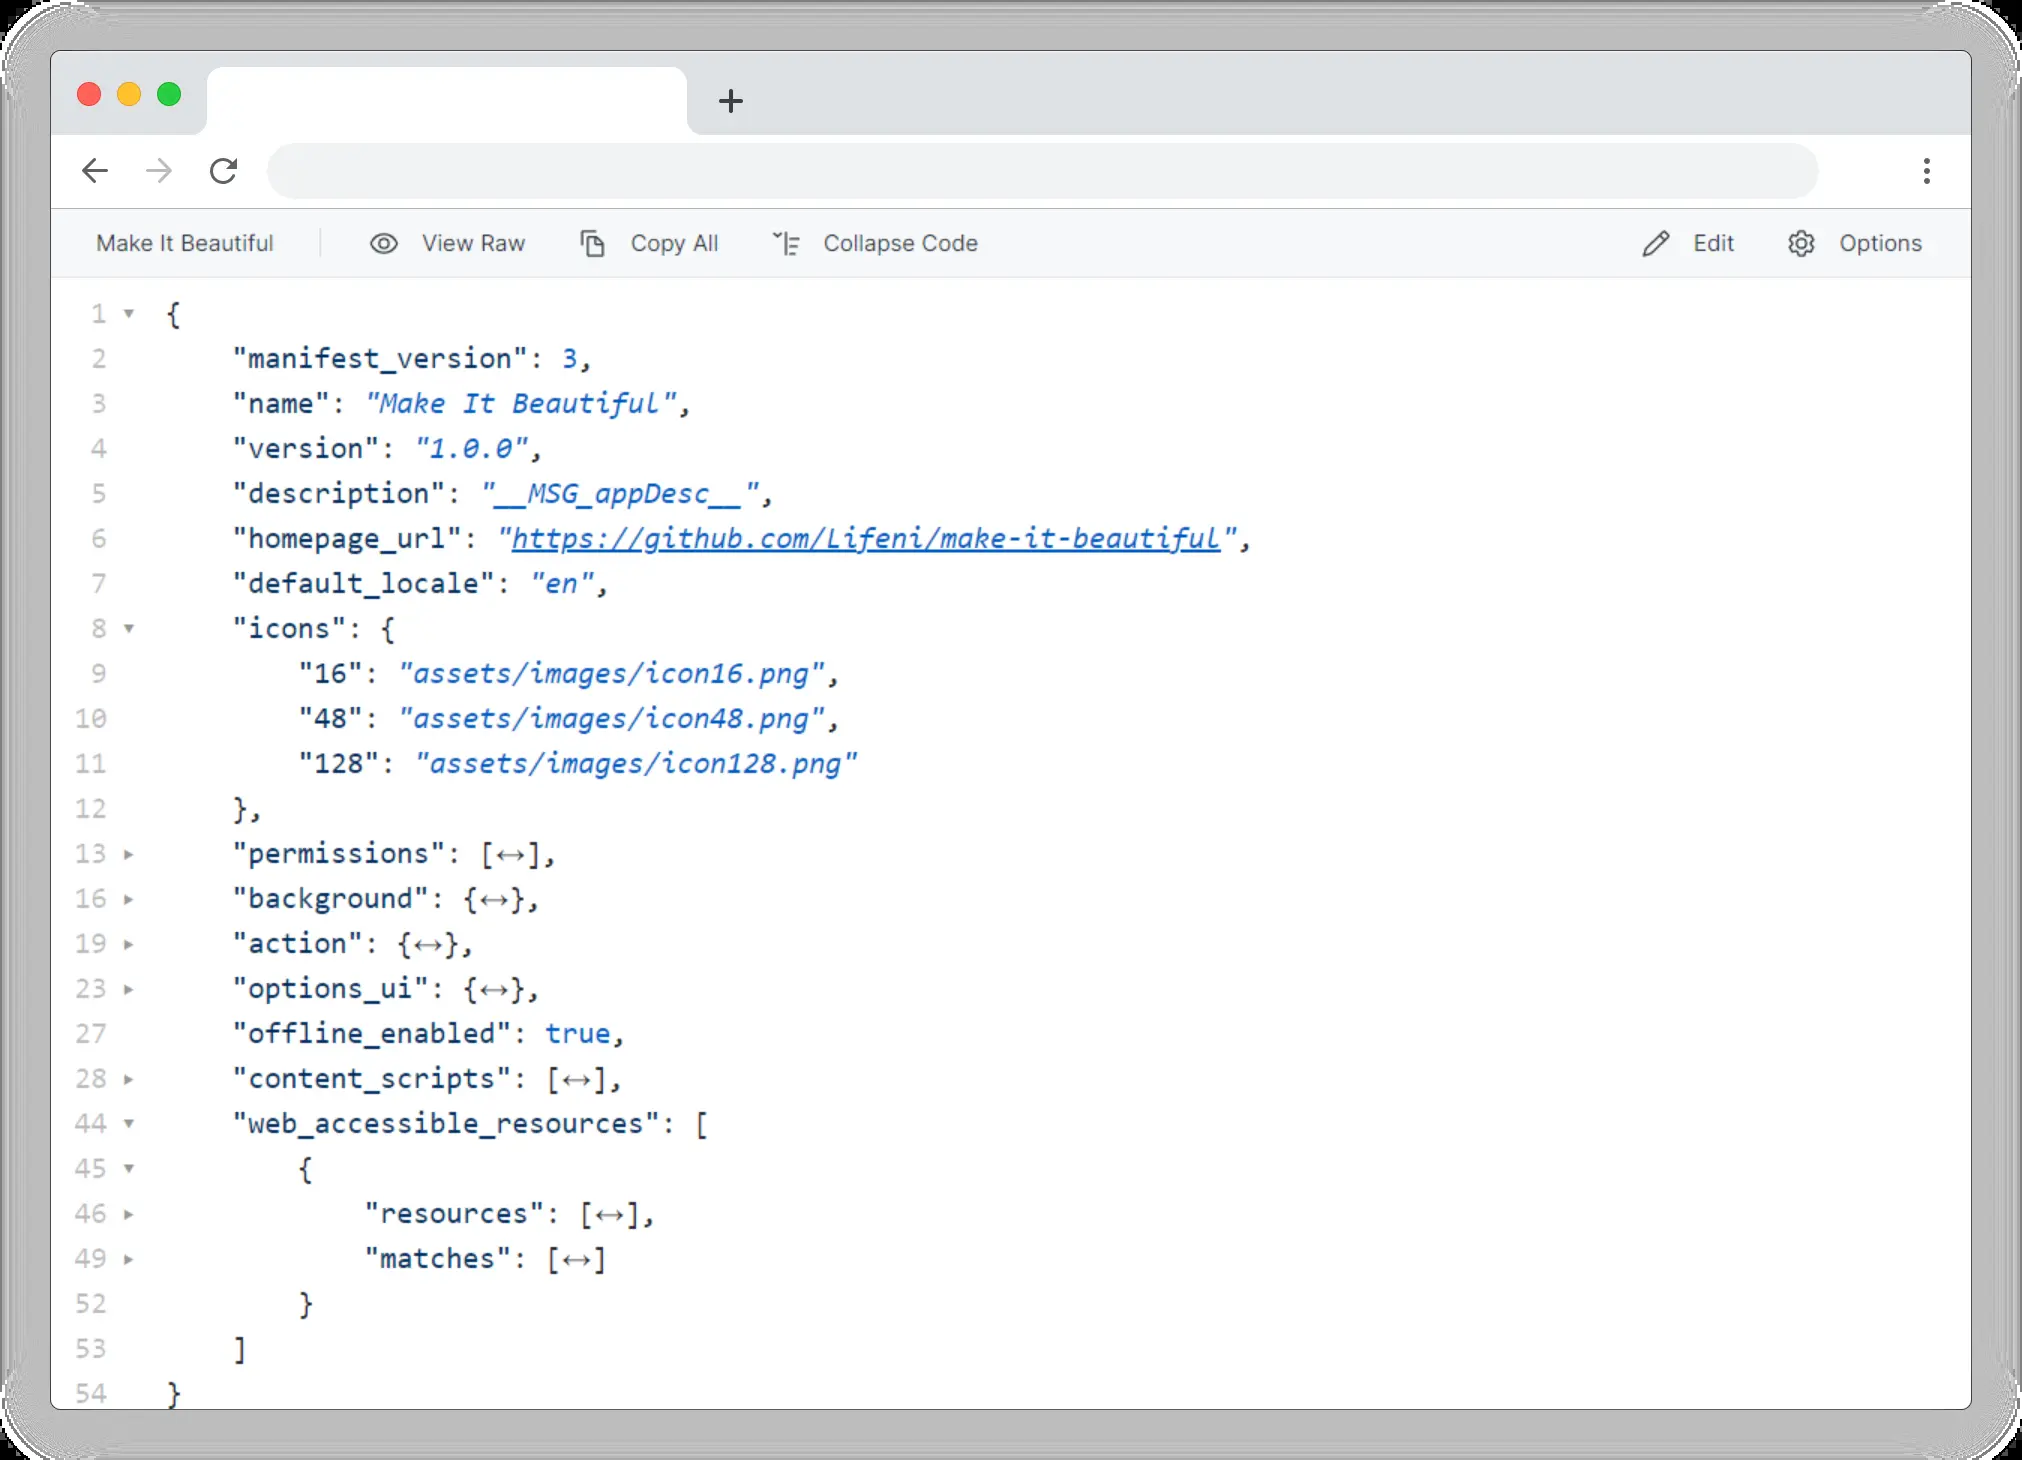 Make It Beautiful View Raw Copy All Collapse Code Edit Options
1 {
2 "manifest_version": 3,
3 "name": "Make It Beautiful",
4 "version": "1.0.0",
5 "description": "__MSG_appDesc__",
6 "homepage_url": "https://github.com/Lifeni/make-it-beautiful",
7 "default_locale": "en",
8 "icons": {
9 "16": "assets/images/icon16.png",
10 "48": "assets/images/icon48.png",
11 "128": "assets/images/icon128.png"
12 },
13 "permissions": [↔],
16 "background": {↔},
19 "action": {↔},
23 "options_ui": {↔},
27 "offline_enabled": true,
28 "content_scripts": [↔],
44 "web_accessible_resources": [
45 {
46 "resources": [↔],
49 "matches": [↔]
52 }
53 ]
54 }